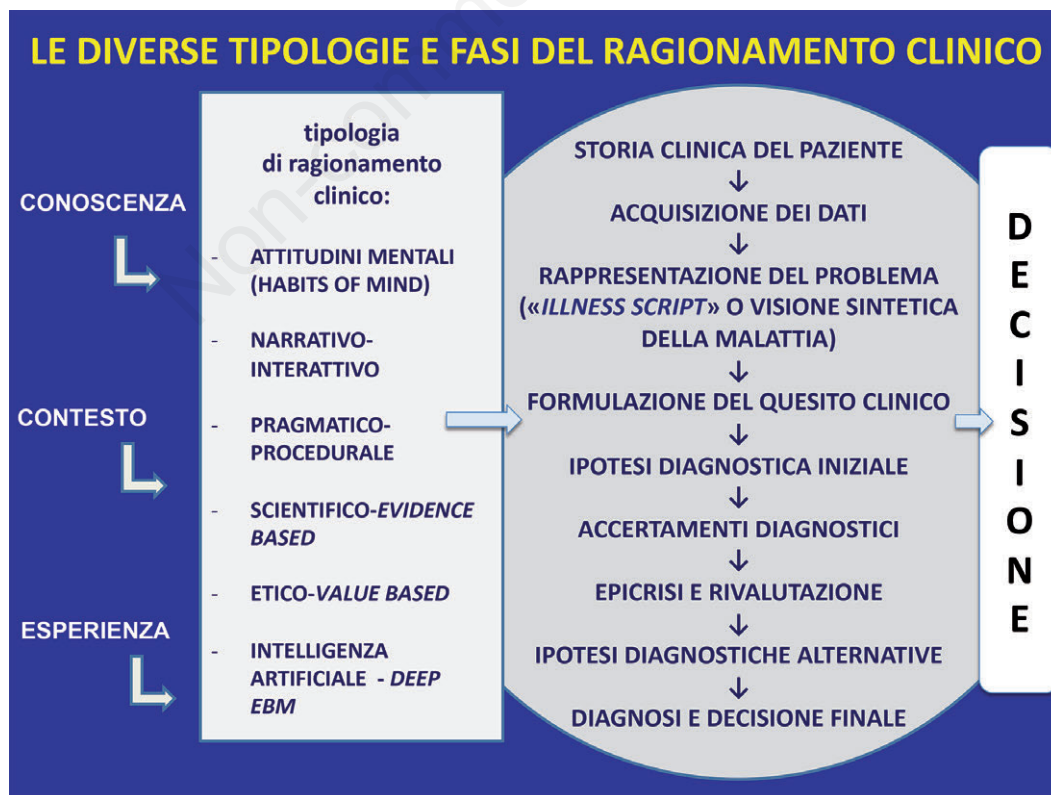 LE DIVERSE TIPOLOGIE E FASI DEL RAGIONAMENTO CLINICO
CONOSCENZA
CONTESTO
ESPERIENZA
tipologia
di ragionamento
clinico:
- ATTITUDINI MENTALI
(HABITS OF MIND)
- NARRATIVO-
INTERATTIVO
- PRAGMATICO-
PROCEDURALE
- SCIENTIFICO-EVIDENCE
BASED
- ETICO-VALUE BASED
- INTELLIGENZA
ARTIFICIALE - DEEP
EBM
STORIA CLINICA DEL PAZIENTE
↓
ACQUISIZIONE DEI DATI
↓
RAPPRESENTAZIONE DEL PROBLEMA
(«ILLNESS SCRIPT» O VISIONE SINTETICA
DELLA MALATTIA)
↓
FORMULAZIONE DEL QUESITO CLINICO
↓
IPOTESI DIAGNOSTICA INIZIALE
↓
ACCERTAMENTI DIAGNOSTICI
↓
EPICRISI E RIVALUTAZIONE
↓
IPOTESI DIAGNOSTICHE ALTERNATIVE
↓
DIAGNOSI E DECISIONE FINALE
D
E
C
I
S
I
O
N
E